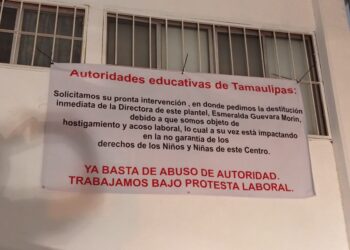 Autoridades educativas de Tamaulipas:
Solicitamos su pronta intervención , en donde pedimos la destitución
inmediata de la Directora de este plantel, Esmeralda Guevara Morin,
debido a que somos objeto de
hostigamiento y acoso laboral, lo cual a su vez está impactando
en la no garantía de los
derechos de los Niños y Niñas de este Centro.
YA BASTA DE ABUSO DE AUTORIDAD.
TRABAJAMOS BAJO PROTESTA LABORAL.